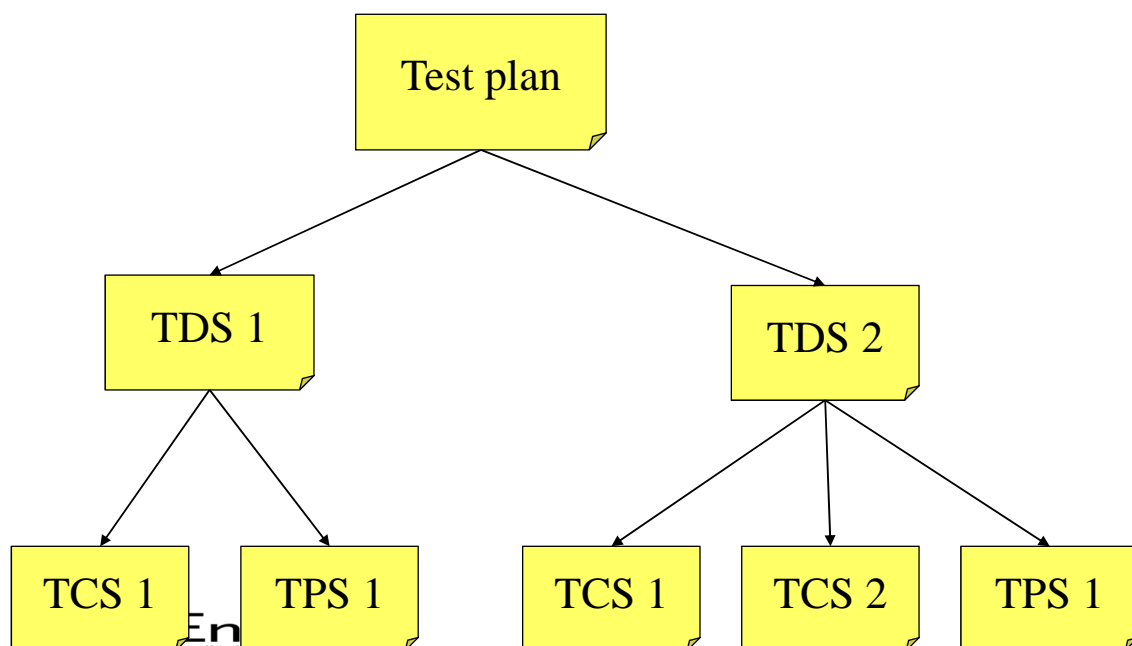 Test plan
TDS 1
TDS 2
TCS 1
TPS 1
TCS 1
TCS 2
TPS 1